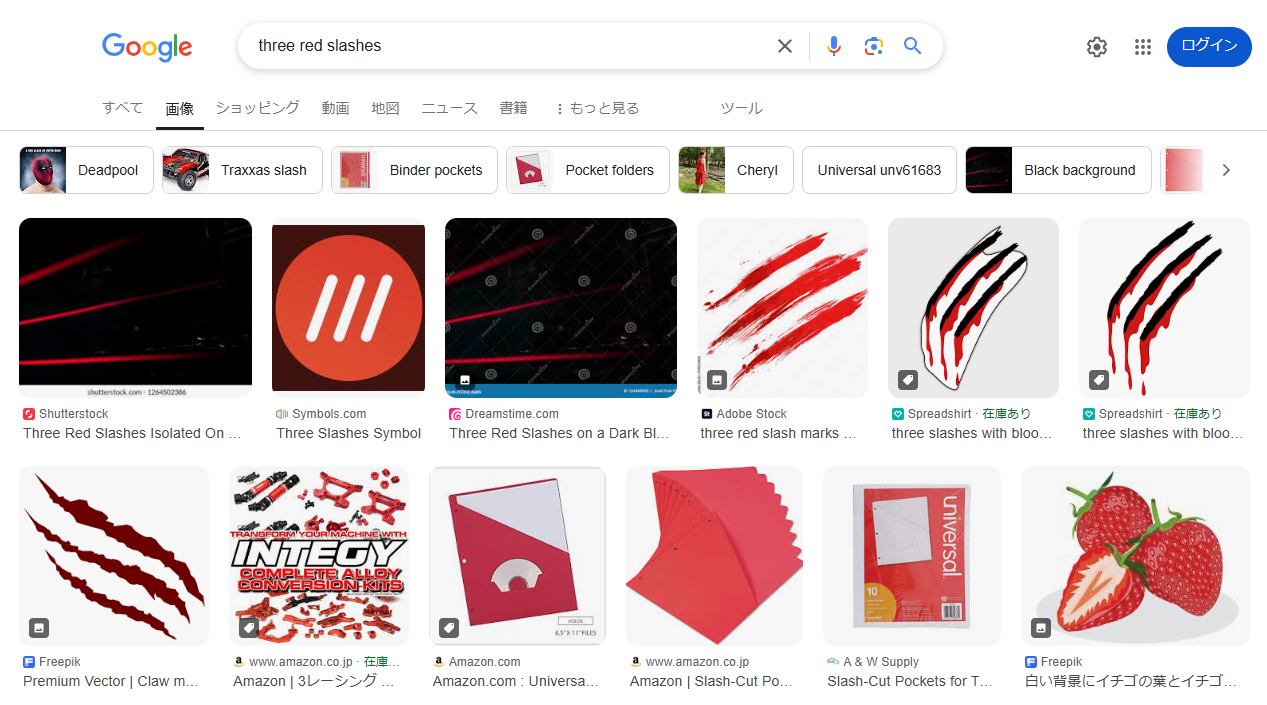 Google
three red slashes
ログイン
すべて
画像
ショッピング
動画
地図
ニュース
書籍
もっと見る
ツール
Deadpool
Traxxas slash
Binder pockets
Pocket folders
Cheryl
Universal unv61683
Black background
shutterstock.com · 1264502386
Shutterstock
Three Red Slashes Isolated On ...
Symbols.com
Three Slashes Symbol
Dreamstime.com
Three Red Slashes on a Dark Bl...
Adobe Stock
three red slash marks ...
Spreadshirt · 在庫あり
three slashes with bloo...
Spreadshirt · 在庫あり
three slashes with bloo...
TRANSFORM YOUR MACHINE WITH
INTEGY
COMPLETE ALLOY
CONVERSION KITS
HOLDS
8.5" X 11" FILES
universal
10
Freepik
Premium Vector | Claw m...
www.amazon.co.jp · 在庫...
Amazon | 3レーシング ...
Amazon.com
Amazon.com : Universa...
www.amazon.co.jp
Amazon | Slash-Cut Po...
A & W Supply
Slash-Cut Pockets for T...
Freepik
白い背景にイチゴの葉とイチゴ...